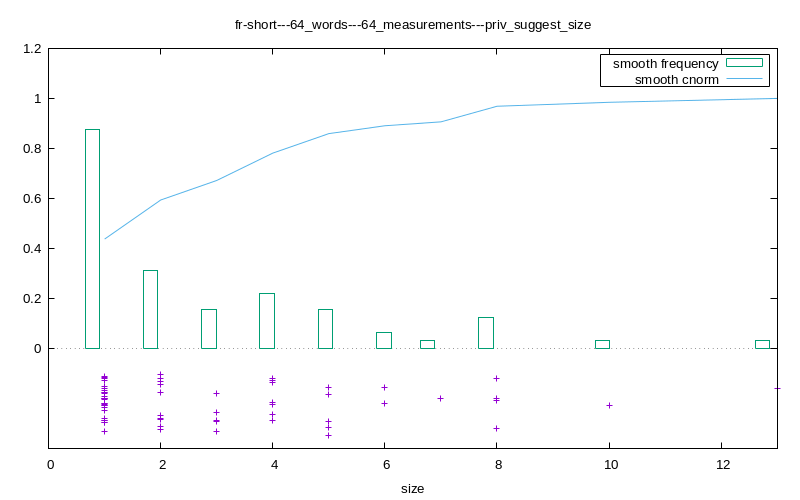 fr-short---64_words---64_measurements---priv_suggest_size
1.2
1
0.8
0.6
0.4
0.2
0
smooth frequency
smooth cnorm
0 2 4 6 8 10 12
size